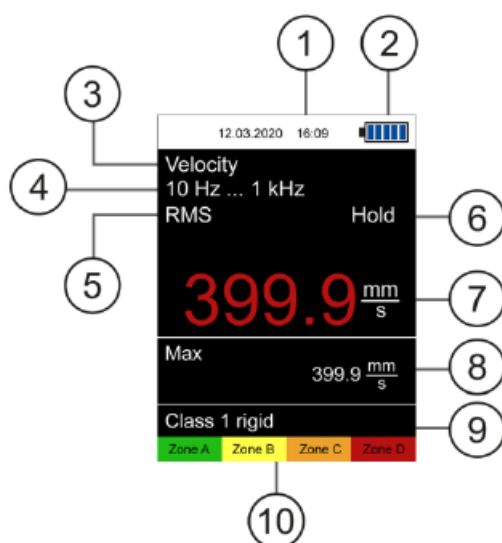 1 2
3
12.03.2020 16:09
Velocity
4
10 Hz ... 1 kHz
RMS Hold
5 6
399.9 mm/s
7
Max
399.9 mm/s
8
Class 1 rigid
9
Zone A Zone B Zone C Zone D
10